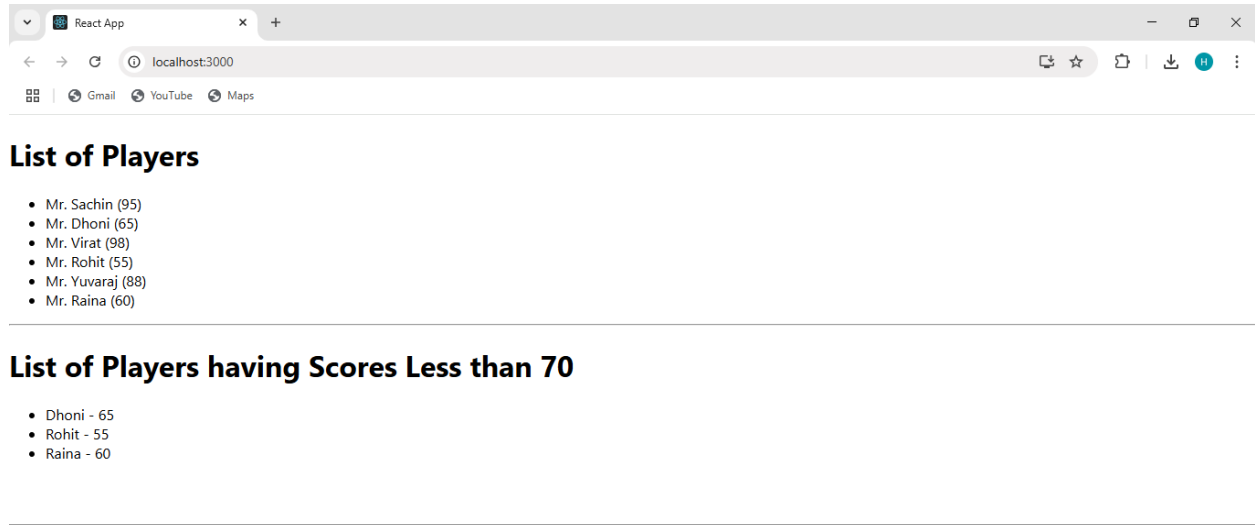 React App
localhost:3000
H
Gmail YouTube Maps
List of Players
• Mr. Sachin (95)
• Mr. Dhoni (65)
• Mr. Virat (98)
• Mr. Rohit (55)
• Mr. Yuvaraj (88)
• Mr. Raina (60)
List of Players having Scores Less than 70
• Dhoni - 65
• Rohit - 55
• Raina - 60